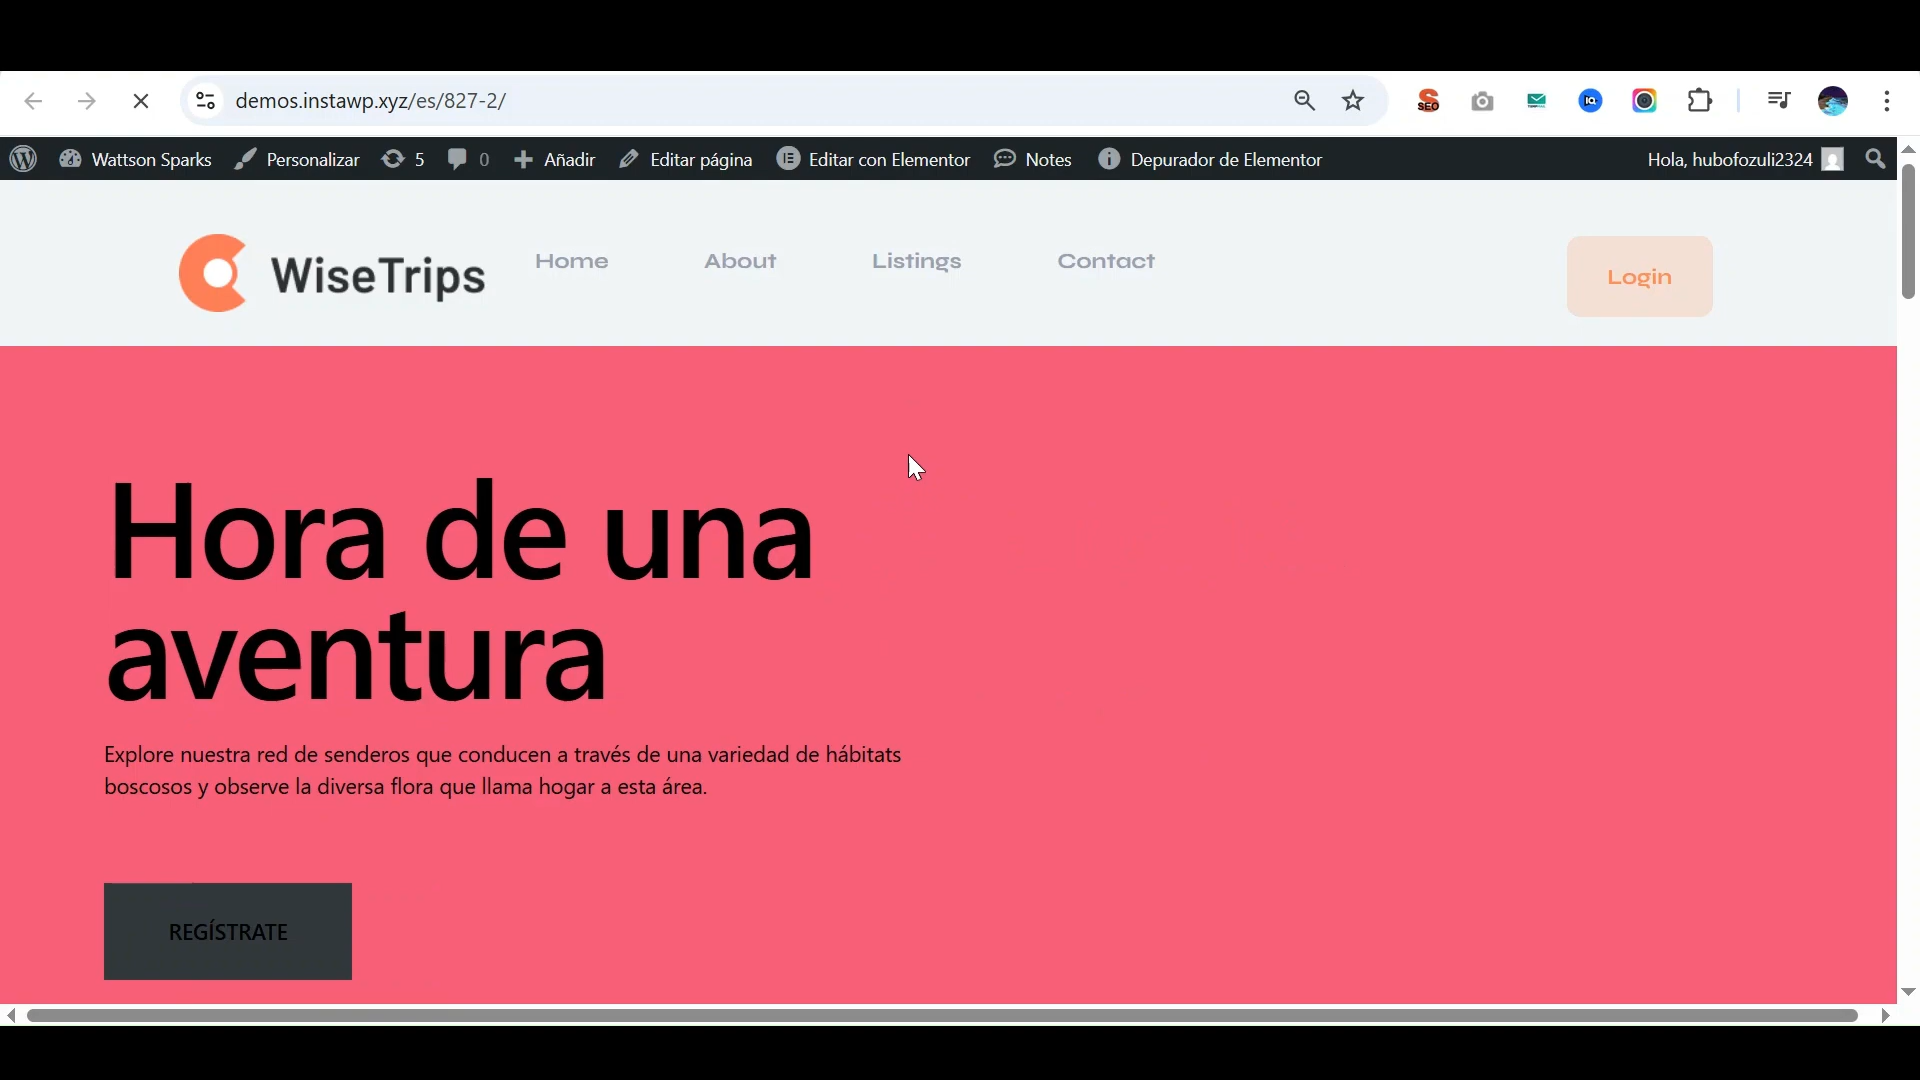 demos.instawp.xyz/es/827-2/
SEO
IQ
Wattson Sparks Personalizar 5 0 Añadir Editar página Editar con Elementor Notes Depurador de Elementor Hola, hubofozuli2324
WiseTrips Home About Listings Contact Login
Hora de una
aventura
Explore nuestra red de senderos que conducen a través de una variedad de hábitats
boscosos y observe la diversa flora que llama hogar a esta área.
REGÍSTRATE